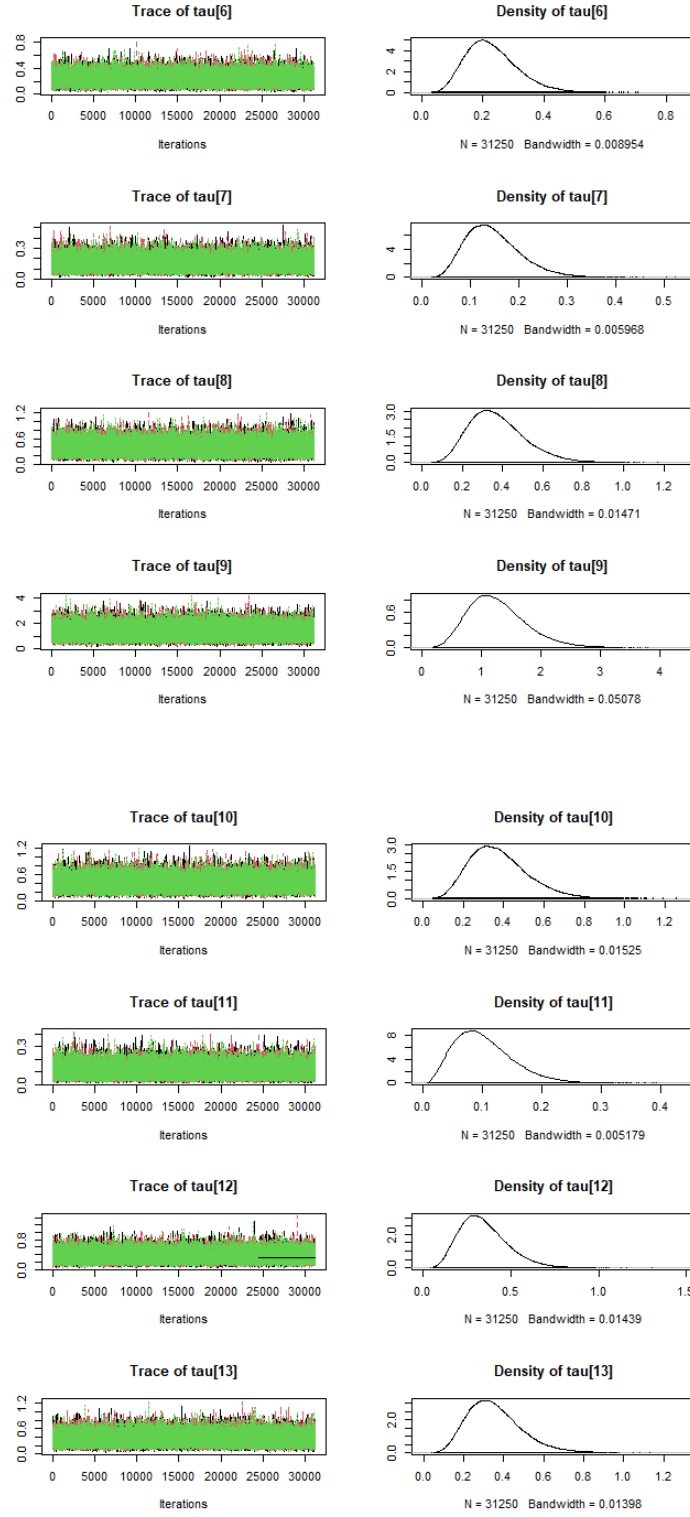 Trace of tau[6]
0.0 0.4 0.8
0 5000 10000 15000 20000 25000 30000
Iterations
Density of tau[6]
0 2 4
0.0 0.2 0.4 0.6 0.8
N = 31250 Bandwidth = 0.008954
Trace of tau[7]
0.0 0.3
0 5000 10000 15000 20000 25000 30000
Iterations
Density of tau[7]
0 4
0.0 0.1 0.2 0.3 0.4 0.5
N = 31250 Bandwidth = 0.005968
Trace of tau[8]
0.0 0.6 1.2
0 5000 10000 15000 20000 25000 30000
Iterations
Density of tau[8]
0.0 1.5 3.0
0.0 0.2 0.4 0.6 0.8 1.0 1.2
N = 31250 Bandwidth = 0.01471
Trace of tau[9]
0 2 4
0 5000 10000 15000 20000 25000 30000
Iterations
Density of tau[9]
0.0 0.6
0 1 2 3 4
N = 31250 Bandwidth = 0.05078
Trace of tau[10]
0.0 0.6 1.2
0 5000 10000 15000 20000 25000 30000
Iterations
Density of tau[10]
0.0 1.5 3.0
0.0 0.2 0.4 0.6 0.8 1.0 1.2
N = 31250 Bandwidth = 0.01525
Trace of tau[11]
0.0 0.3
0 5000 10000 15000 20000 25000 30000
Iterations
Density of tau[11]
0 4 8
0.0 0.1 0.2 0.3 0.4
N = 31250 Bandwidth = 0.005179
Trace of tau[12]
0.0 0.8
0 5000 10000 15000 20000 25000 30000
Iterations
Density of tau[12]
0.0 2.0
0.0 0.5 1.0 1.5
N = 31250 Bandwidth = 0.01439
Trace of tau[13]
0.0 0.6 1.2
0 5000 10000 15000 20000 25000 30000
Iterations
Density of tau[13]
0.0 2.0
0.0 0.2 0.4 0.6 0.8 1.0 1.2
N = 31250 Bandwidth = 0.01398